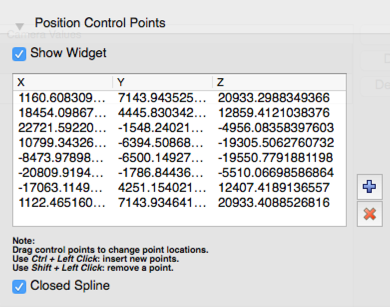 Position Control Points
Show Widget
X Y Z
1160.608309... 7143.943525... 20933.2988349366
18454.09867... 4445.830342... 12859.4121038376
22721.59220... -1548.24021... -4956.08358397603
10799.34326... -6394.50868... -19305.5062760732
-8473.97898... -6500.14927... -19550.7791881198
-20809.9194... -1786.84436... -5510.06698586864
-17063.1149... 4251.154021... 12407.4189136557
1122.465160... 7143.934641... 20933.4088526816
Note:
Drag control points to change point locations.
Use Ctrl + Left Click: insert new points.
Use Shift + Left Click: remove a point.
Closed Spline